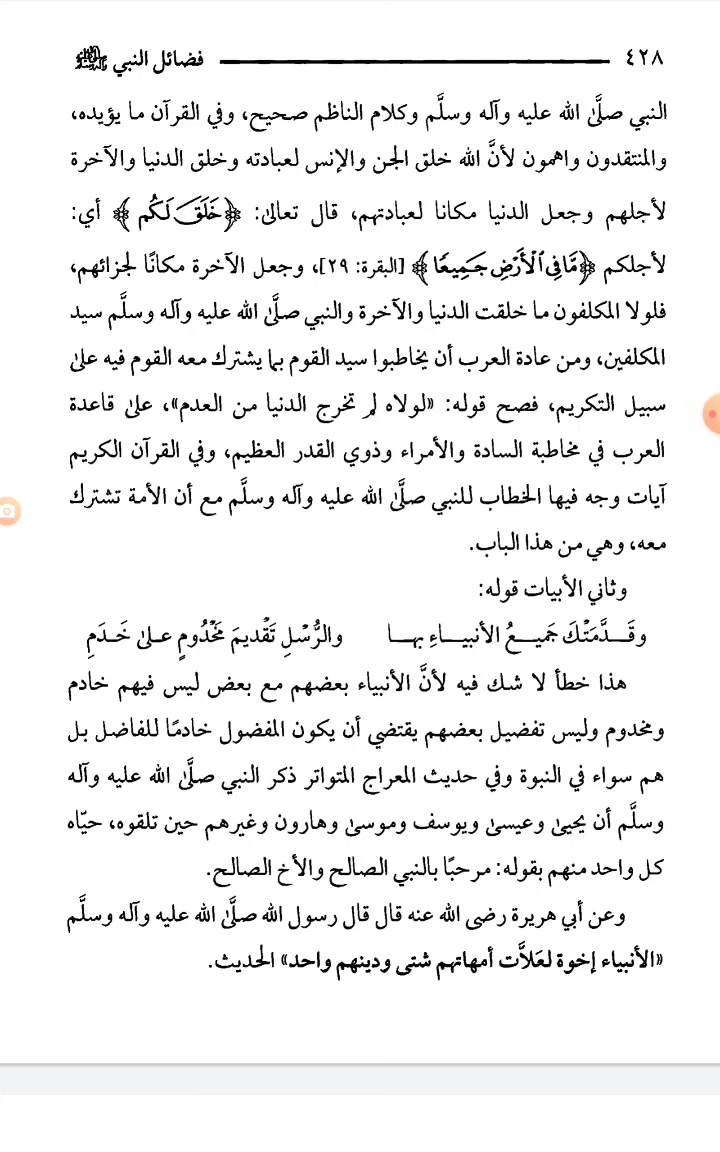 ٤٢٨ فضائل النبي ﷺ
النبي صلَّىٰ الله عليه وآله وسلَّم وكلام الناظم صحيح، وفي القرآن ما يؤيده،
والمنتقدون واهمون لأنَّ الله خلق الجن والإنس لعبادته وخلق الدنيا والآخرة
لأجلهم وجعل الدنيا مكانا لعبادتهم، قال تعالىٰ: ﴿خَلَقَ لَكُم﴾ أي:
لأجلكم ﴿مَّا فِي ٱلْأَرْضِ جَمِيعًا﴾ [البقرة: ٢٩]، وجعل الآخرة مكانًا لجزائهم،
فلولا المكلفون ما خلقت الدنيا والآخرة والنبي صلَّىٰ الله عليه وآله وسلَّم سيد
المكلفين، ومن عادة العرب أن يخاطبوا سيد القوم بما يشترك معه القوم فيه علىٰ
سبيل التكريم، فصح قوله: «لولاه لم تخرج الدنيا من العدم»، علىٰ قاعدة
العرب في مخاطبة السادة والأمراء وذوي القدر العظيم، وفي القرآن الكريم
آيات وجه فيها الخطاب للنبي صلَّىٰ الله عليه وآله وسلَّم مع أن الأمة تشترك
معه، وهي من هذا الباب.
وثاني الأبيات قوله:
وقَـدَّمَتْكَ جَميـعُ الأنبيـاءِ بهـا والرُّسْلِ تَقْديمَ مَخْدُومٍ علىٰ خَـدَمِ
هذا خطأ لا شك فيه لأنَّ الأنبياء بعضهم مع بعض ليس فيهم خادم
ومخدوم وليس تفضيل بعضهم يقتضي أن يكون المفضول خادمًا للفاضل بل
هم سواء في النبوة وفي حديث المعراج المتواتر ذكر النبي صلَّىٰ الله عليه وآله
وسلَّم أن يحيىٰ وعيسىٰ ويوسف وموسىٰ وهارون وغيرهم حين تلقوه، حيّاه
كل واحد منهم بقوله: مرحبًا بالنبي الصالح والأخ الصالح.
وعن أبي هريرة رضى الله عنه قال قال رسول الله صلَّىٰ الله عليه وآله وسلَّم
«الأنبياء إخوة لعَلاَّت أمهاتهم شتى ودينهم واحد» الحديث.